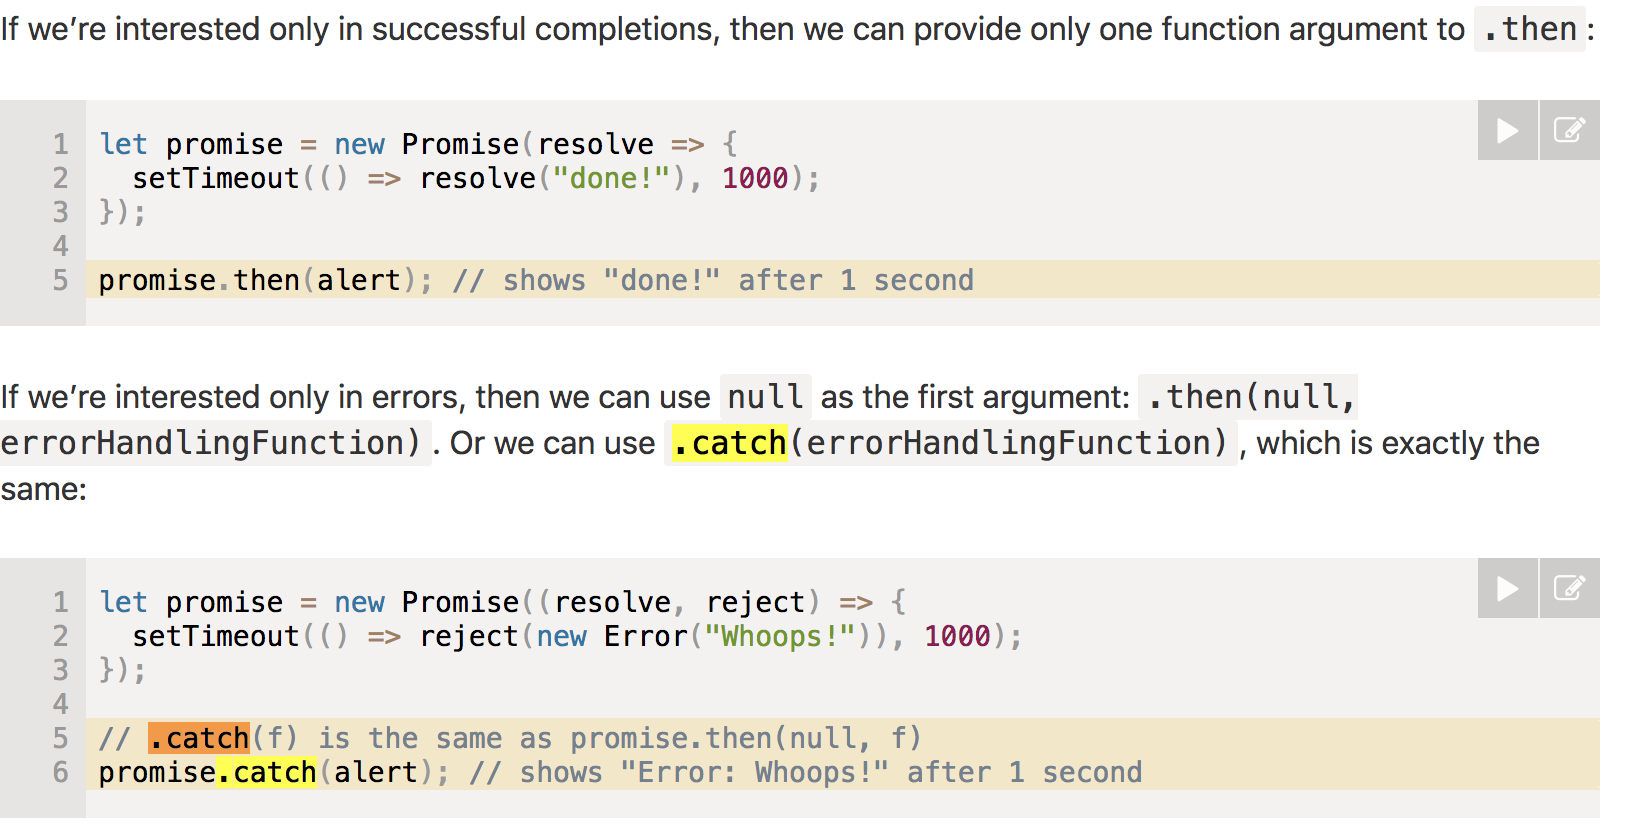 If we’re interested only in successful completions, then we can provide only one function argument to .then:
1 let promise = new Promise(resolve => {
2   setTimeout(() => resolve("done!"), 1000);
3 });
4
5 promise.then(alert); // shows "done!" after 1 second
If we’re interested only in errors, then we can use null as the first argument: .then(null,
errorHandlingFunction). Or we can use .catch(errorHandlingFunction), which is exactly the
same:
1 let promise = new Promise((resolve, reject) => {
2   setTimeout(() => reject(new Error("Whoops!")), 1000);
3 });
4
5 // .catch(f) is the same as promise.then(null, f)
6 promise.catch(alert); // shows "Error: Whoops!" after 1 second